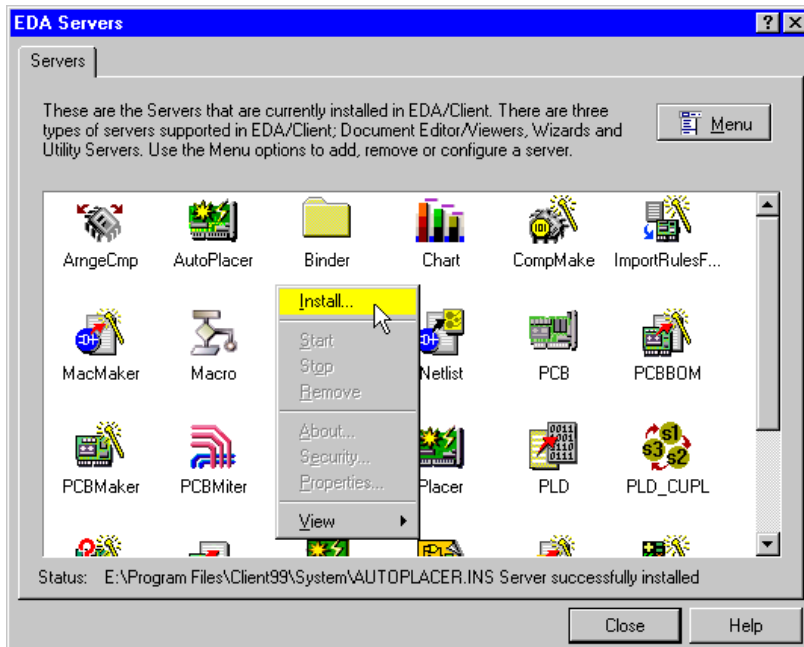 EDA Servers
Servers
These are the Servers that are currently installed in EDA/Client. There are three
types of servers supported in EDA/Client; Document Editor/Viewers, Wizards and
Utility Servers. Use the Menu options to add, remove or configure a server.
Menu
ArngeCmp AutoPlacer Binder Chart CompMake ImportRulesF...
Install...
Start
Stop
Remove
About...
Security...
Properties...
View
MacMaker Macro Netlist PCB PCBBOM
PCBMaker PCBMiter Placer PLD PLD_CUPL
Status: E:\Program Files\Client99\System\AUTOPLACER.INS Server successfully installed
Close Help